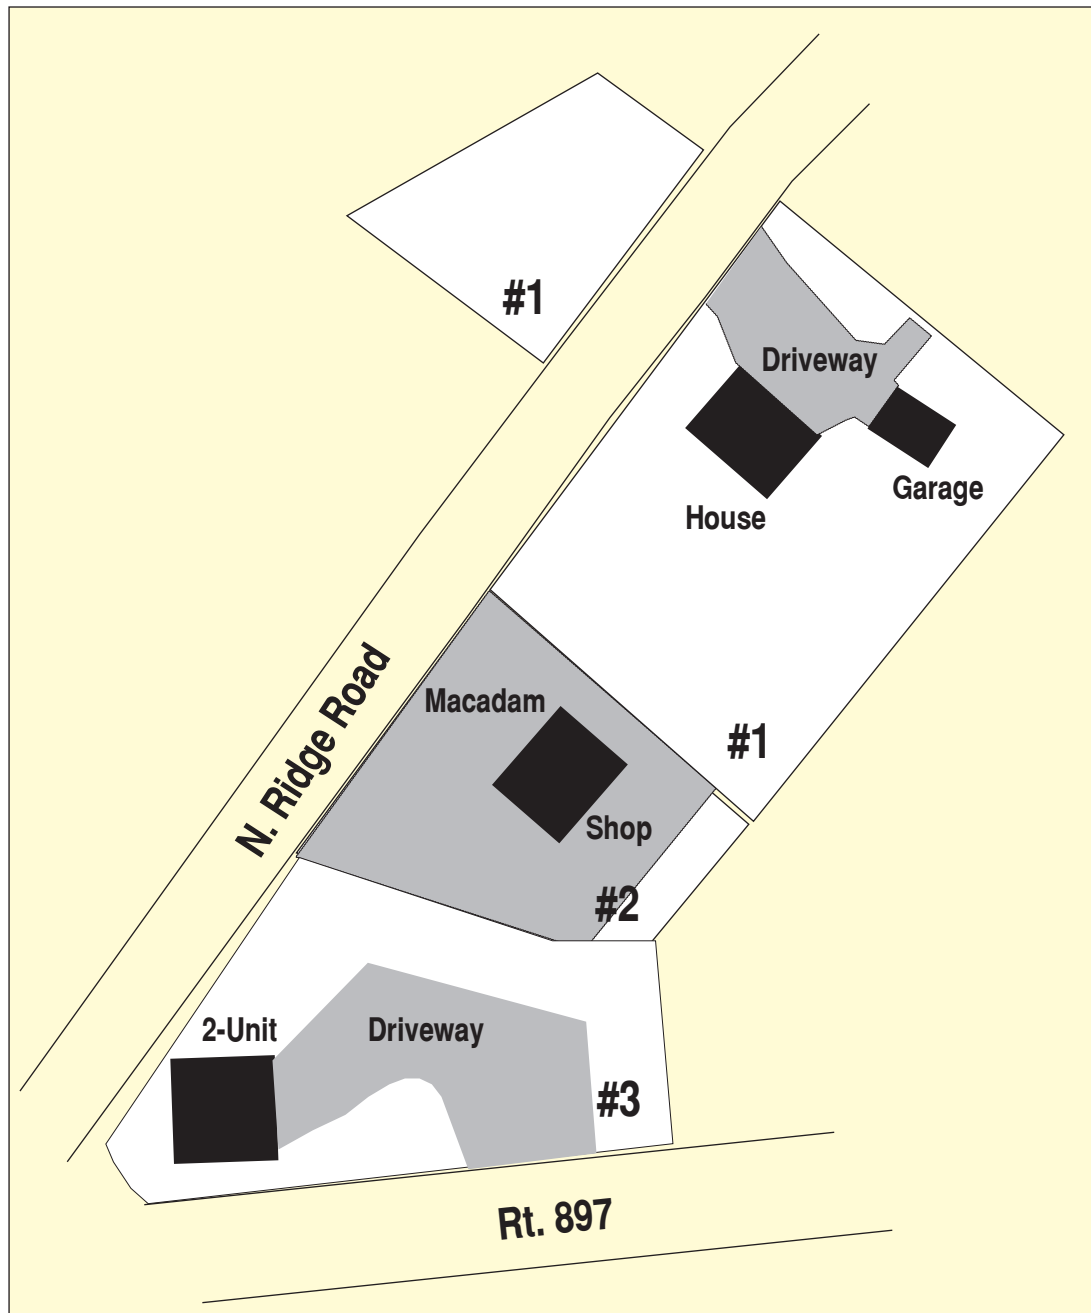 #1
Driveway
Garage
House
N. Ridge Road
Macadam
#1
Shop
#2
2-Unit
Driveway
#3
Rt. 897